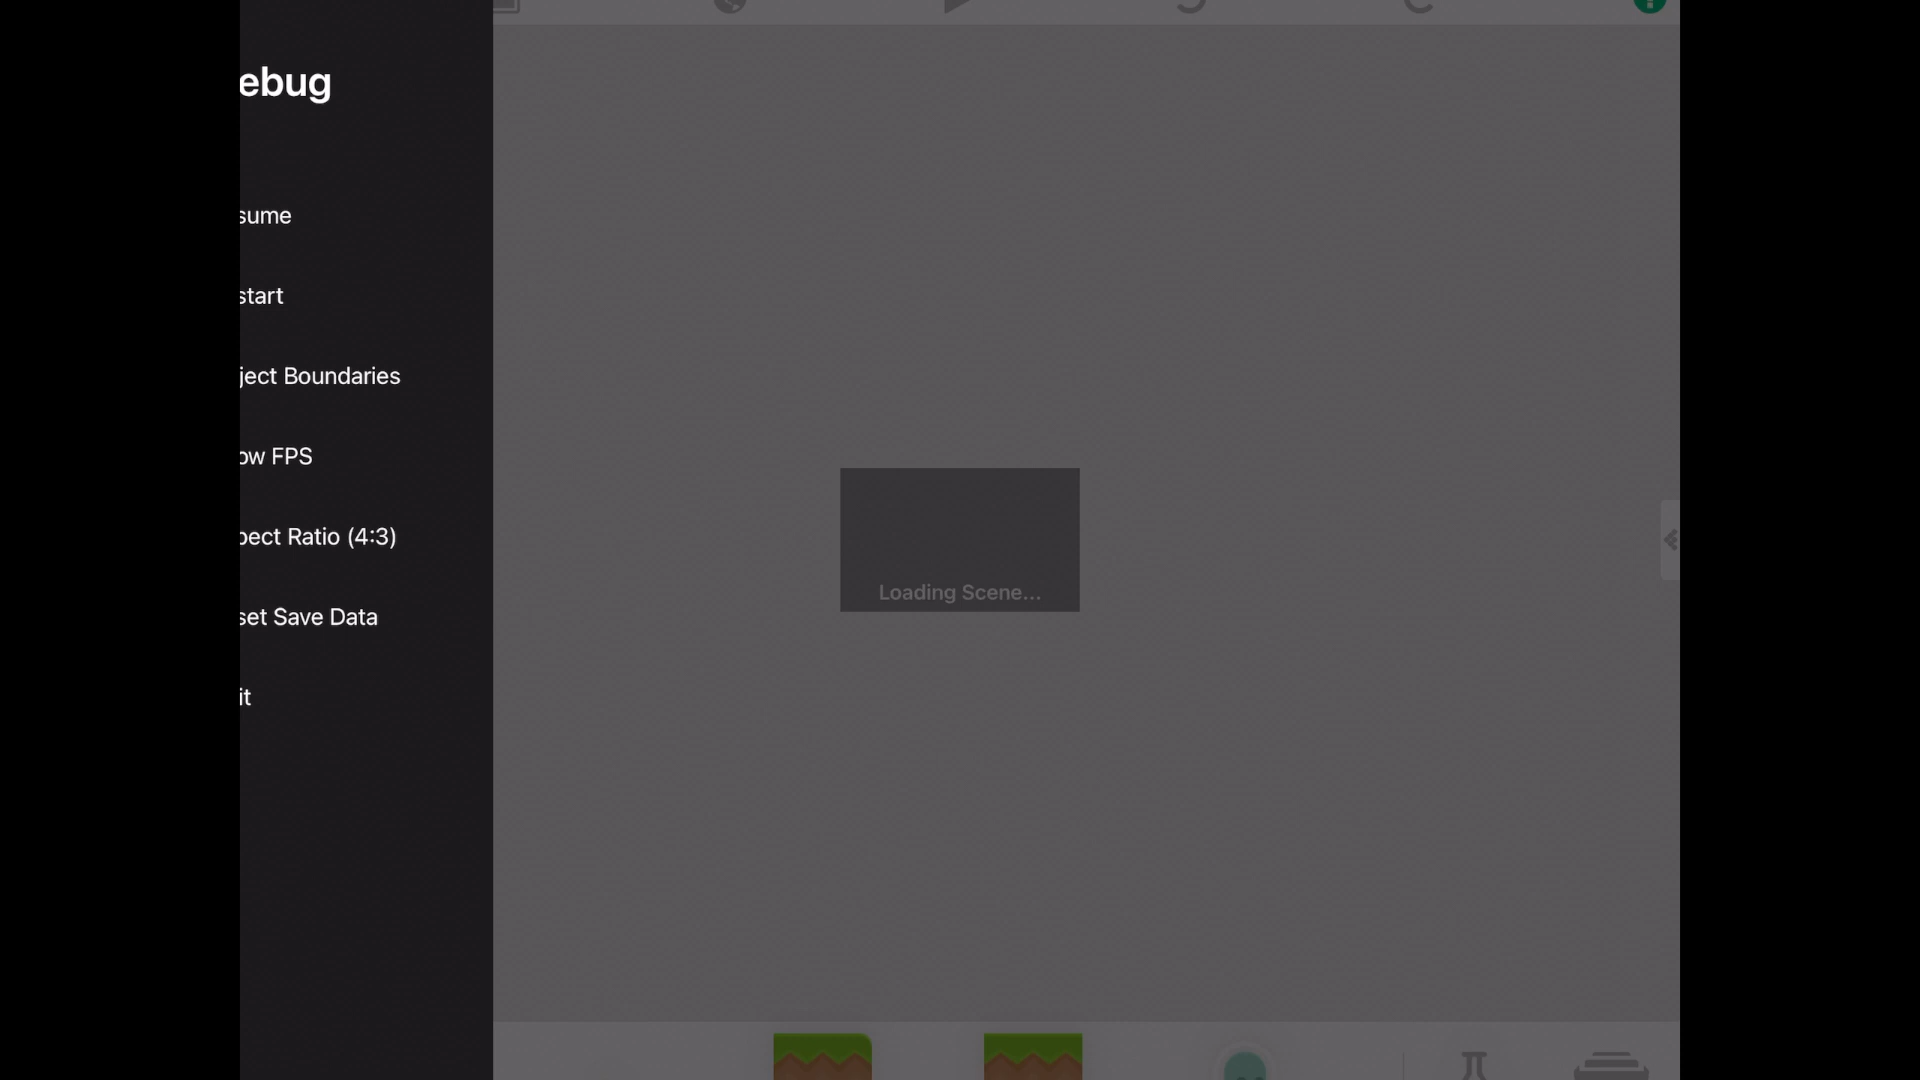 ebug
sume
start
ject Boundaries
ow FPS
pect Ratio (4:3)
set Save Data
it
Loading Scene...